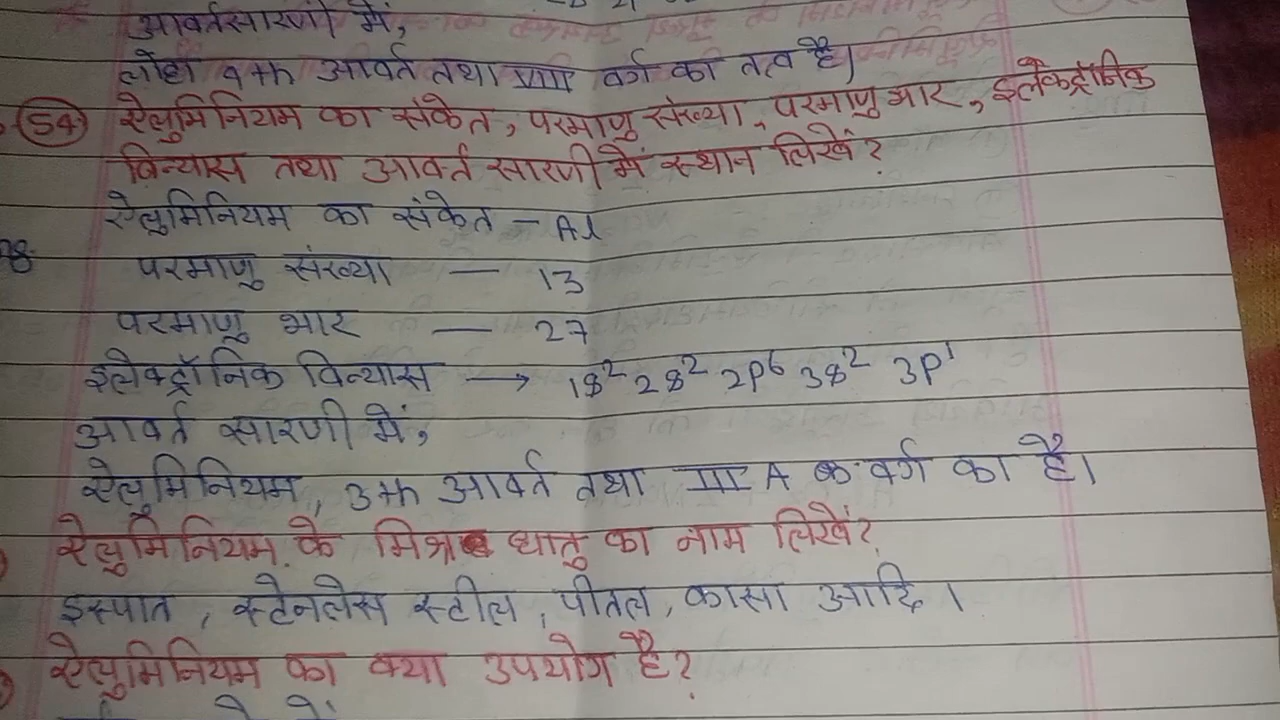 आवर्तसारणी में,
लोहा 4th आवर्त तथा VIII वर्ग का तत्व है।
54 ऐलुमिनियम का संकेत, परमाणु संख्या, परमाणु भार, इलेक्ट्रॉनिक
विन्यास तथा आवर्त सारणी में स्थान लिखें?
ऐलुमिनियम का संकेत – Al
परमाणु संख्या — 13
परमाणु भार — 27
इलेक्ट्रॉनिक विन्यास → 1s² 2s² 2p⁶ 3s² 3p¹
आवर्त सारणी में,
ऐलुमिनियम, 3th आवर्त तथा III A वर्ग का है।
ऐलुमिनियम के मिश्र धातु का नाम लिखें?
इस्पात, स्टेनलेस स्टील, पीतल, कासा आदि।
ऐलुमिनियम का क्या उपयोग है?